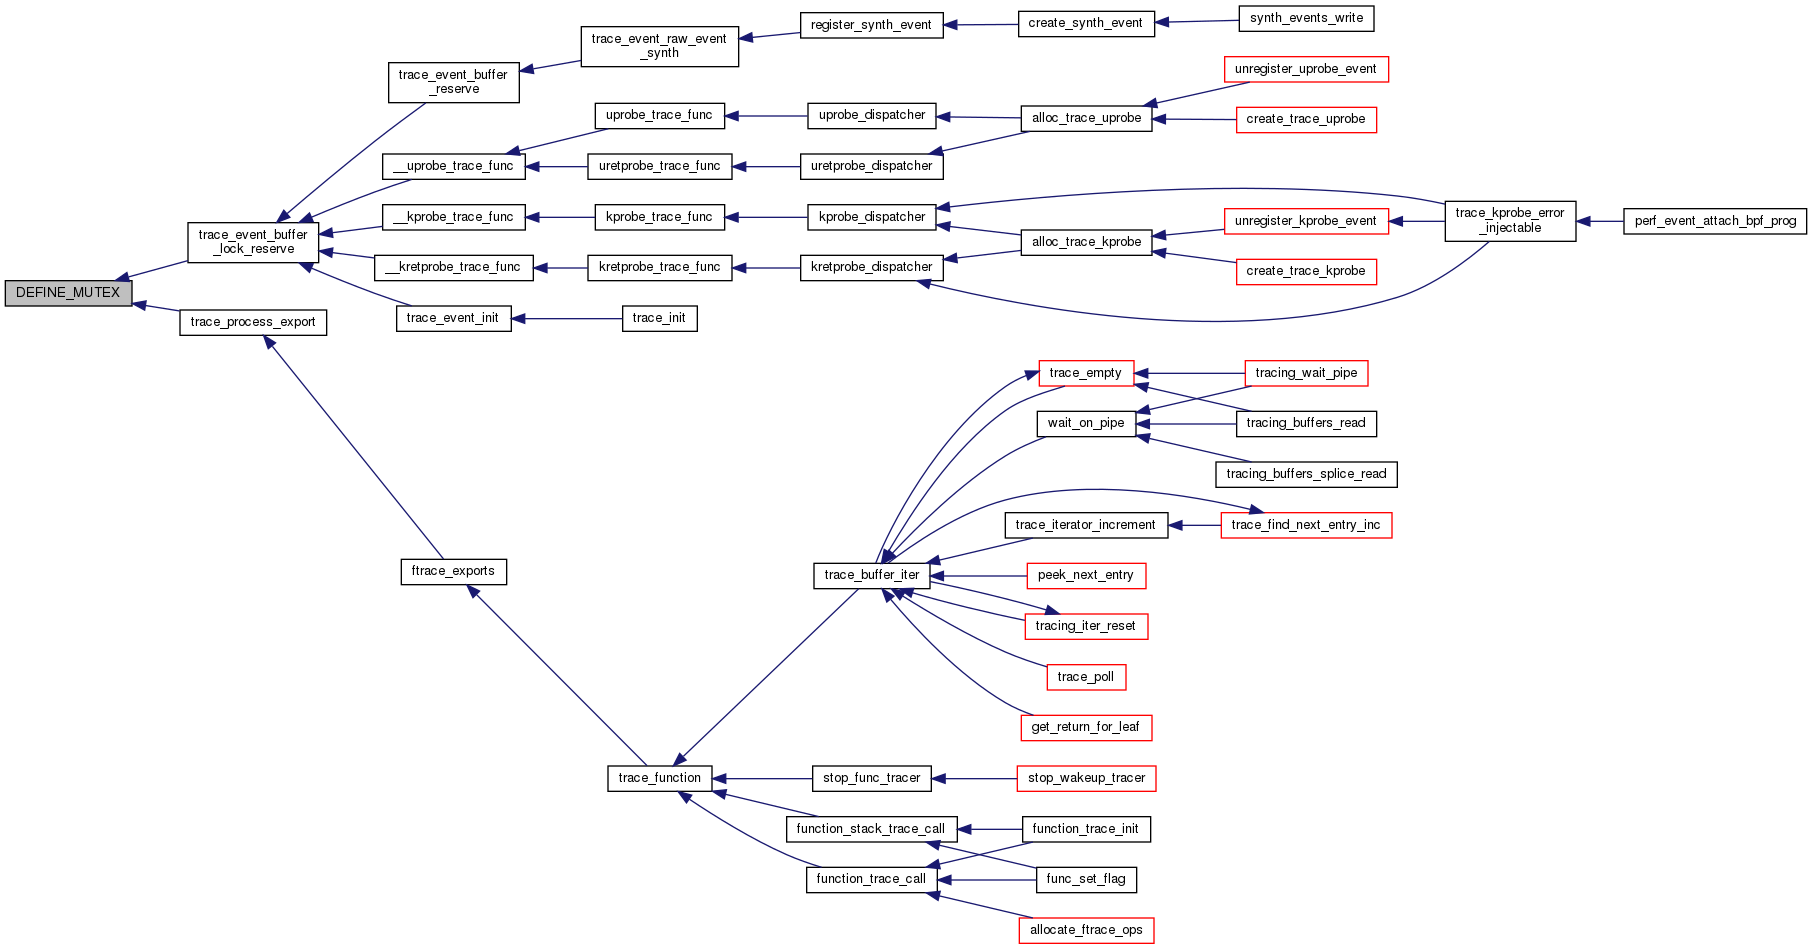 synth_events_write
register_synth_event
create_synth_event
trace_event_raw_event
_synth
trace_event_buffer
_reserve
unregister_uprobe_event
uprobe_trace_func
uprobe_dispatcher
alloc_trace_uprobe
create_trace_uprobe
__uprobe_trace_func
uretprobe_trace_func
uretprobe_dispatcher
__kprobe_trace_func
kprobe_trace_func
kprobe_dispatcher
unregister_kprobe_event
trace_kprobe_error
_injectable
perf_event_attach_bpf_prog
trace_event_buffer
_lock_reserve
alloc_trace_kprobe
__kretprobe_trace_func
kretprobe_trace_func
kretprobe_dispatcher
create_trace_kprobe
DEFINE_MUTEX
trace_process_export
trace_event_init
trace_init
trace_empty
tracing_wait_pipe
wait_on_pipe
tracing_buffers_read
tracing_buffers_splice_read
trace_iterator_increment
trace_find_next_entry_inc
ftrace_exports
trace_buffer_iter
peek_next_entry
tracing_iter_reset
trace_poll
get_return_for_leaf
trace_function
stop_func_tracer
stop_wakeup_tracer
function_stack_trace_call
function_trace_init
function_trace_call
func_set_flag
allocate_ftrace_ops